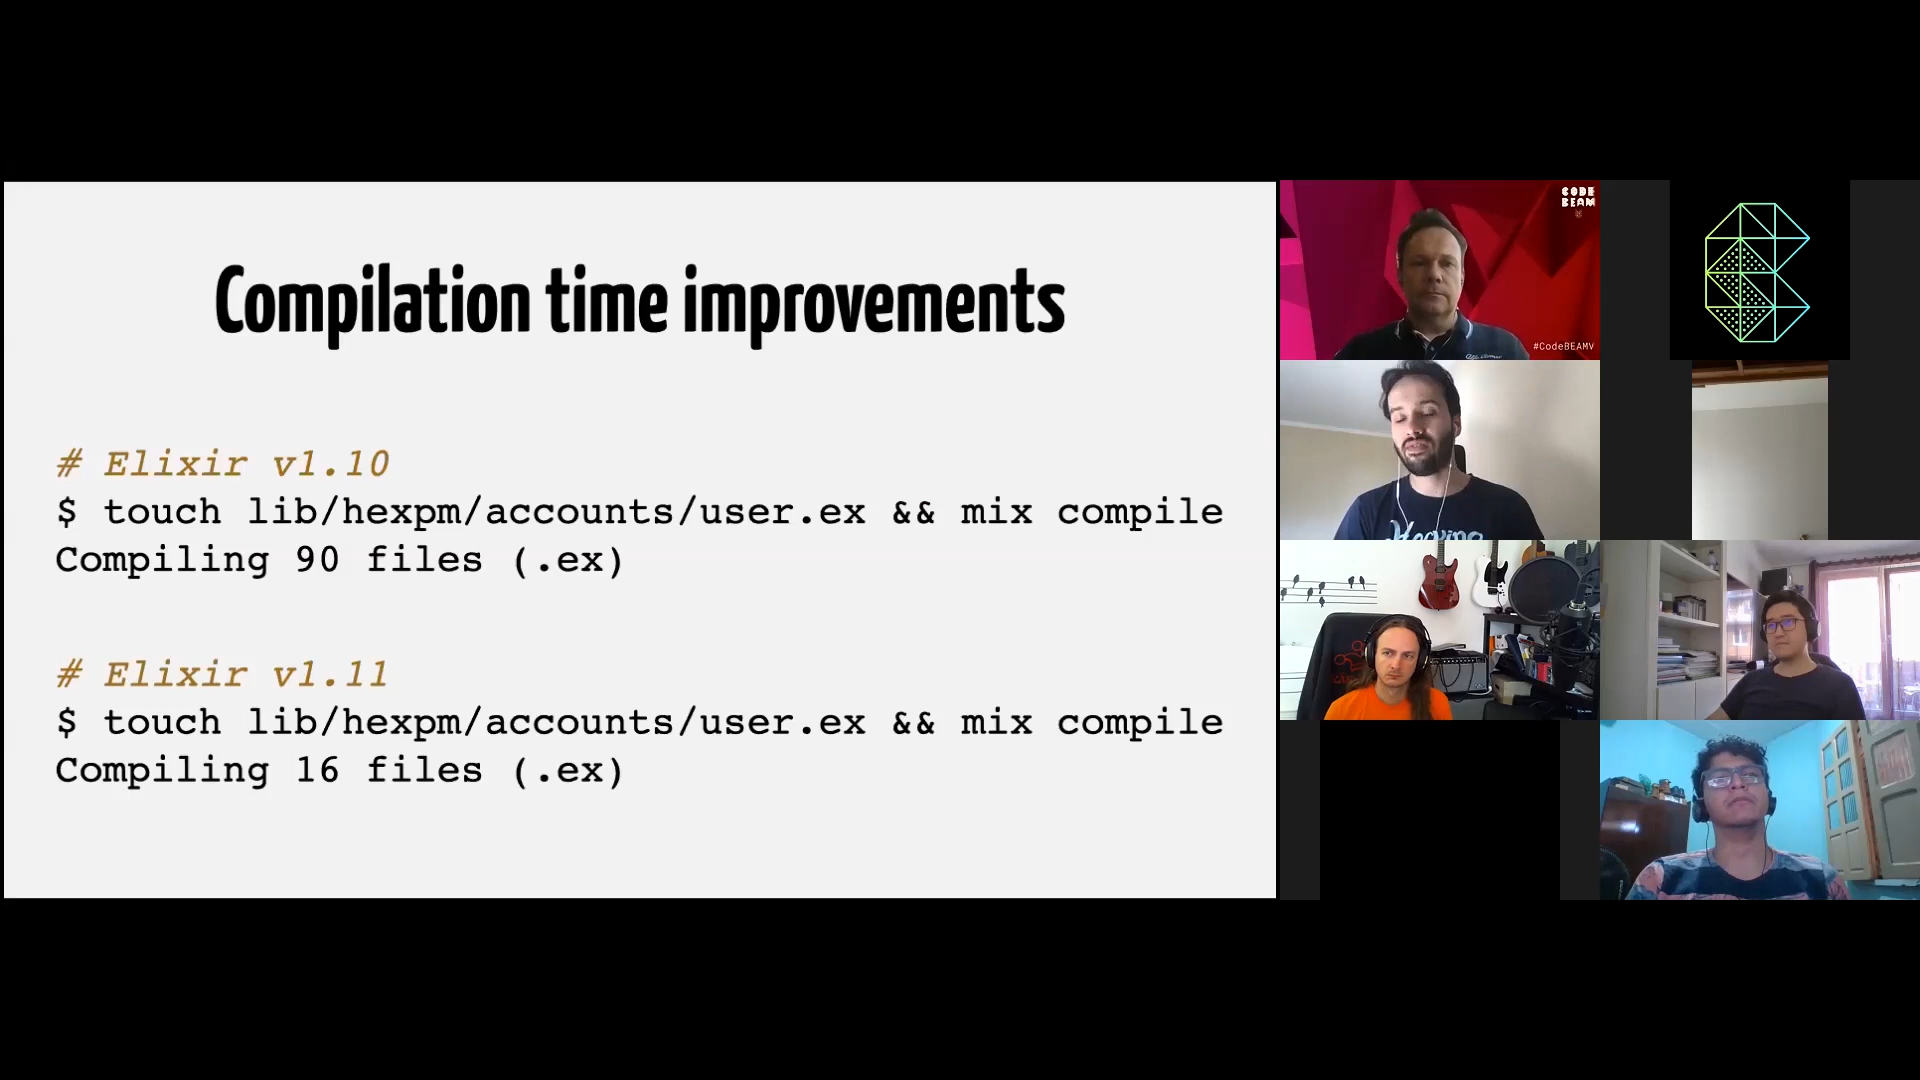 Compilation time improvements
# Elixir v1.10
$ touch lib/hexpm/accounts/user.ex && mix compile
Compiling 90 files (.ex)
# Elixir v1.11
$ touch lib/hexpm/accounts/user.ex && mix compile
Compiling 16 files (.ex)
CODE
BEAM
#CodeBEAMV